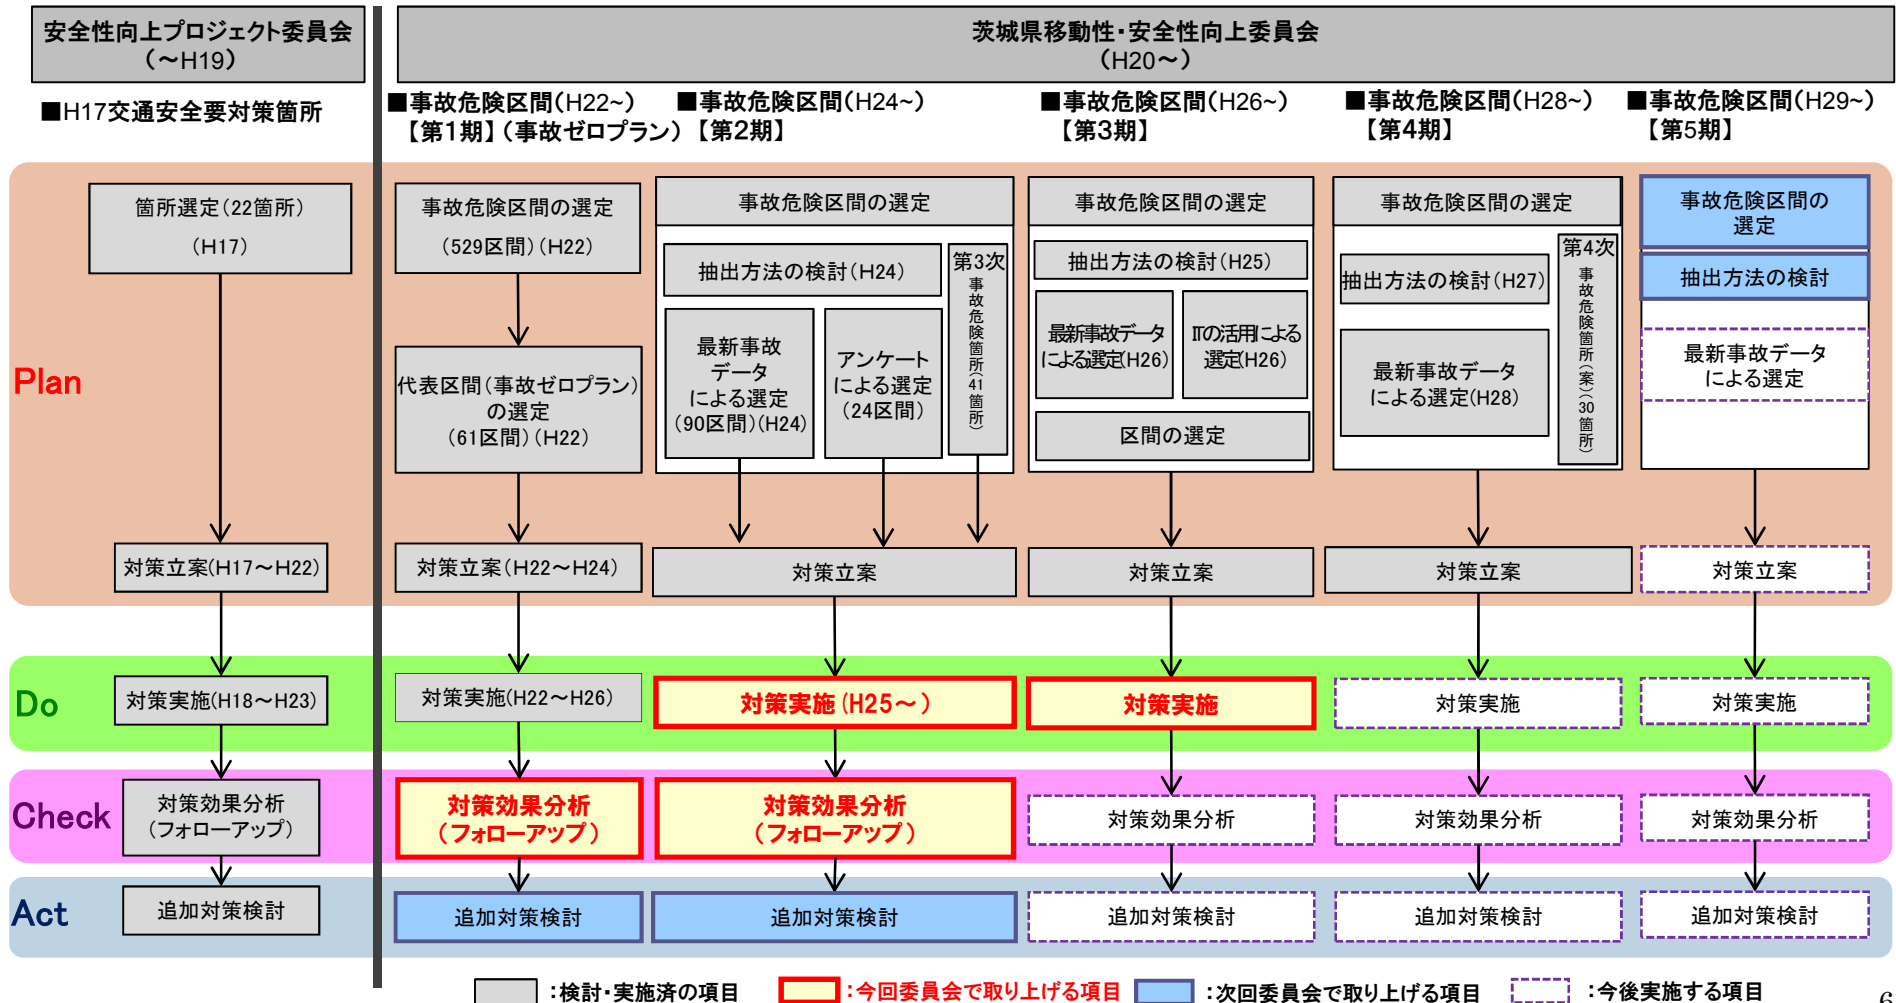 安全性向上プロジェクト委員会
(～H19)
茨城県移動性・安全性向上委員会
(H20～)
■H17交通安全要対策箇所
■事故危険区間(H22~)
【第1期】(事故ゼロプラン)
■事故危険区間(H24~)
【第2期】
■事故危険区間(H26~)
【第3期】
■事故危険区間(H28~)
【第4期】
■事故危険区間(H29~)
【第5期】
Plan
箇所選定(22箇所)
(H17)
対策立案(H17～H22)
事故危険区間の選定
(529区間)(H22)
代表区間(事故ゼロプラン)
の選定
(61区間)(H22)
対策立案(H22～H24)
事故危険区間の選定
抽出方法の検討(H24)
最新事故
データ
による選定
(90区間)(H24)
アンケート
による選定
(24区間)
第3次
事故危険箇所(41箇所)
対策立案
事故危険区間の選定
抽出方法の検討(H25)
最新事故データ
による選定(H26)
ITの活用による
選定(H26)
区間の選定
対策立案
事故危険区間の選定
抽出方法の検討(H27)
最新事故データ
による選定(H28)
第4次
事故危険箇所(案)(30箇所)
対策立案
事故危険区間の
選定
抽出方法の検討
最新事故データ
による選定
対策立案
Do
対策実施(H18～H23)
対策実施(H22～H26)
対策実施(H25～)
対策実施
対策実施
対策実施
Check
対策効果分析
(フォローアップ)
対策効果分析
(フォローアップ)
対策効果分析
(フォローアップ)
対策効果分析
対策効果分析
対策効果分析
Act
追加対策検討
追加対策検討
追加対策検討
追加対策検討
追加対策検討
追加対策検討
:検討・実施済の項目
:今回委員会で取り上げる項目
:次回委員会で取り上げる項目
:今後実施する項目
6